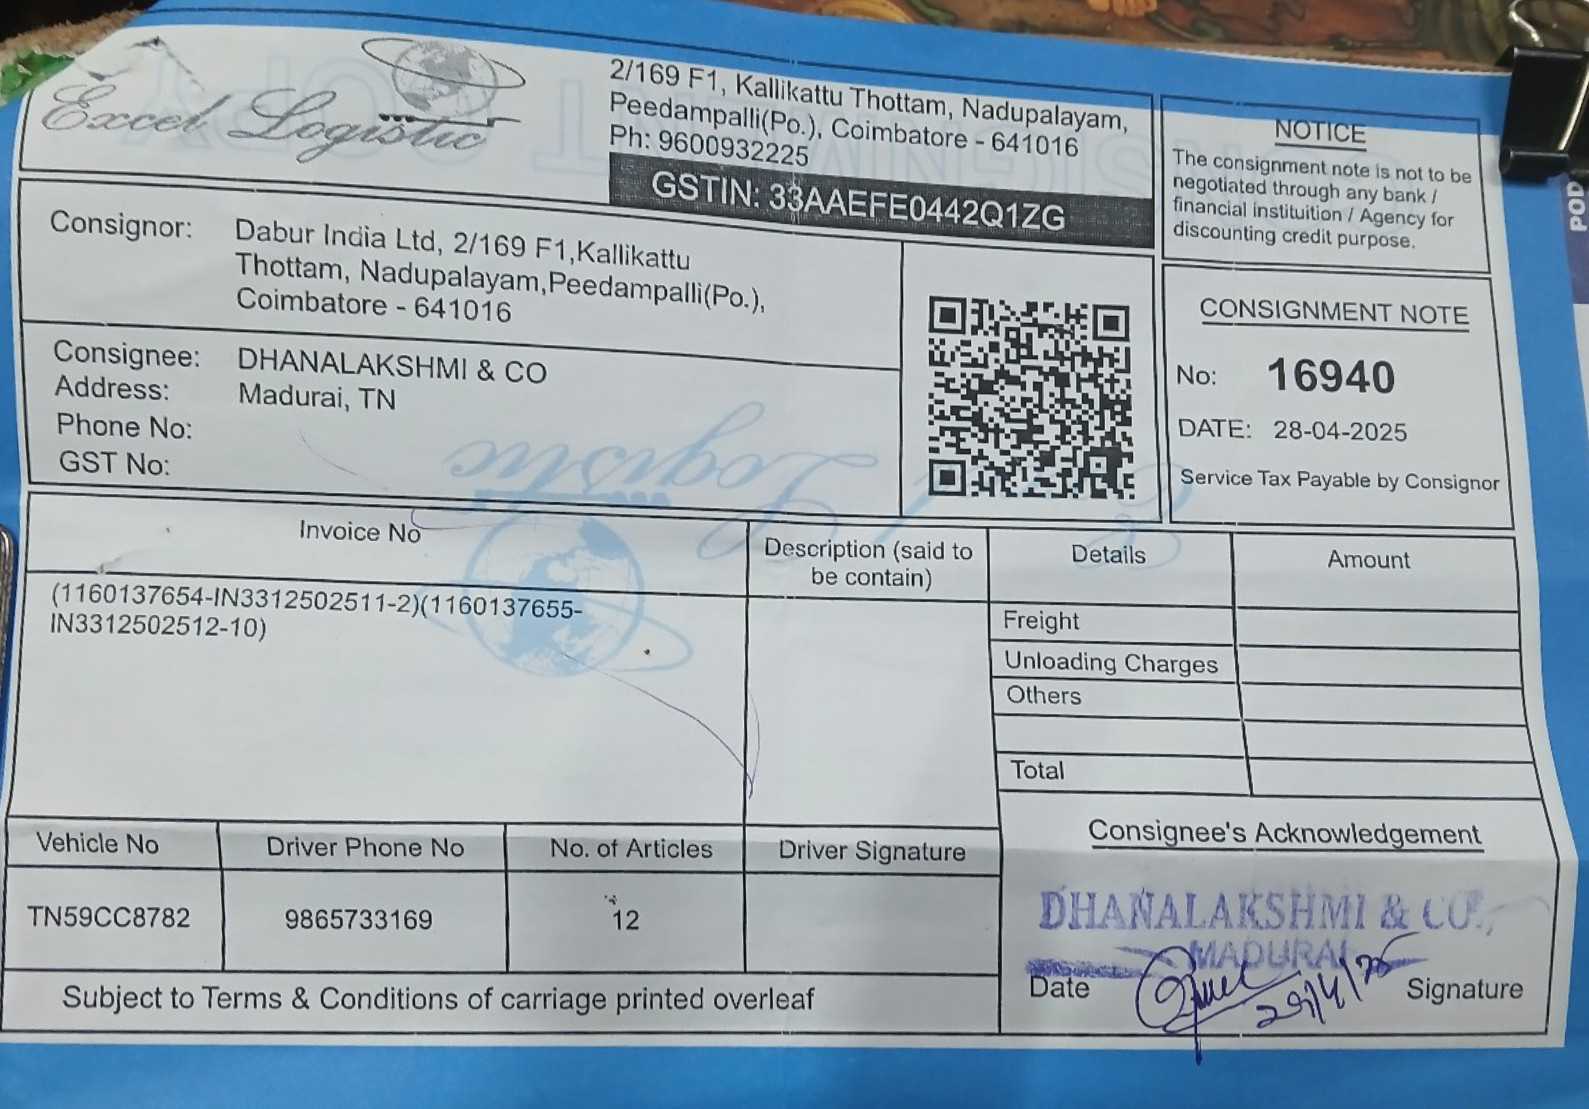 Excel Logistic
2/169 F1, Kallikattu Thottam, Nadupalayam,
Peedampalli(Po.), Coimbatore - 641016
Ph: 9600932225
GSTIN: 33AAEFE0442Q1ZG
NOTICE
The consignment note is not to be
negotiated through any bank /
financial instituition / Agency for
discounting credit purpose.
POD
Consignor: Dabur India Ltd, 2/169 F1,Kallikattu
Thottam, Nadupalayam,Peedampalli(Po.),
Coimbatore - 641016
Consignee: DHANALAKSHMI & CO
Address: Madurai, TN
Phone No:
GST No:
CONSIGNMENT NOTE
No: 16940
DATE: 28-04-2025
Service Tax Payable by Consignor
Invoice No
Description (said to
be contain)
Details
Amount
(1160137654-IN3312502511-2)(1160137655-
IN3312502512-10)
Freight
Unloading Charges
Others
Total
Vehicle No
Driver Phone No
No. of Articles
Driver Signature
TN59CC8782
9865733169
12
Subject to Terms & Conditions of carriage printed overleaf
Consignee's Acknowledgement
DHANALAKSHMI & CO.,
MADURAI
Date
29/4/25
Signature